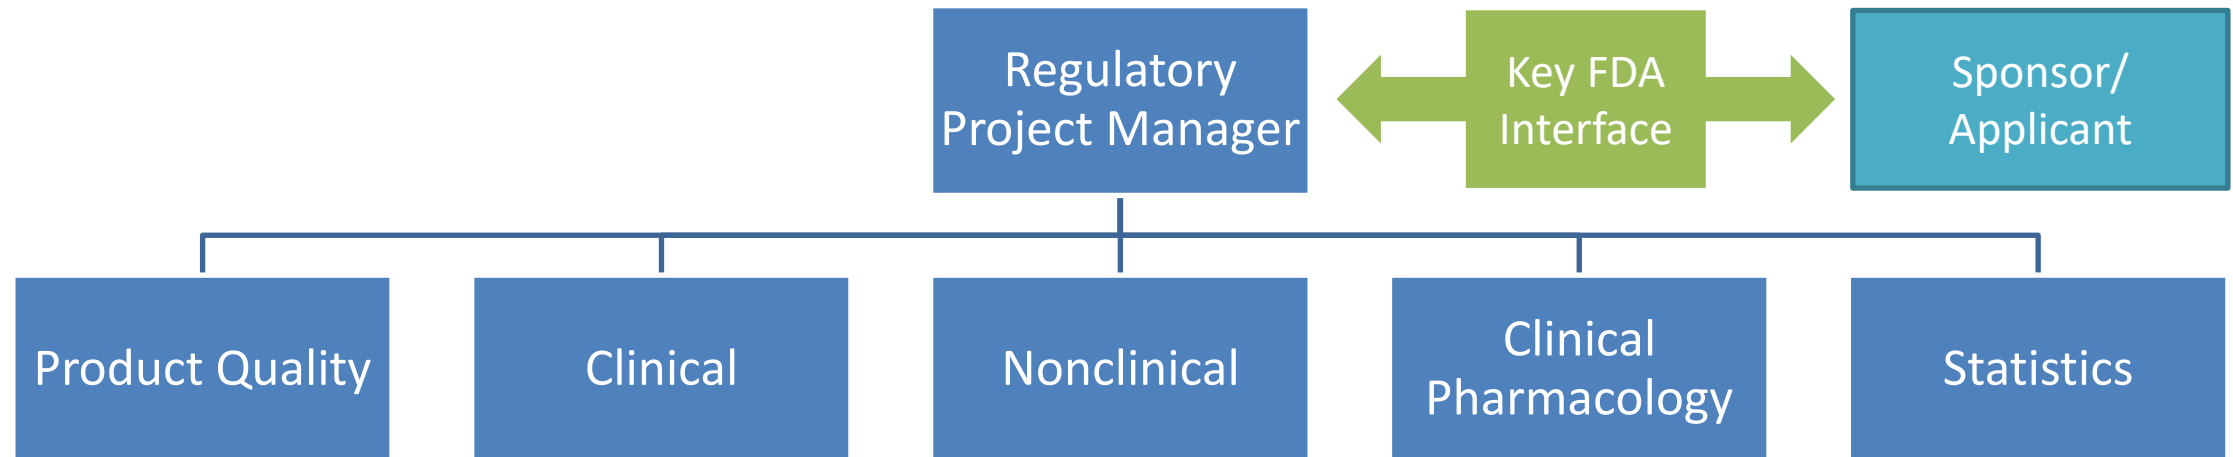 Regulatory
Project Manager
Key FDA
Interface
Sponsor/
Applicant
Product Quality
Clinical
Nonclinical
Clinical
Pharmacology
Statistics